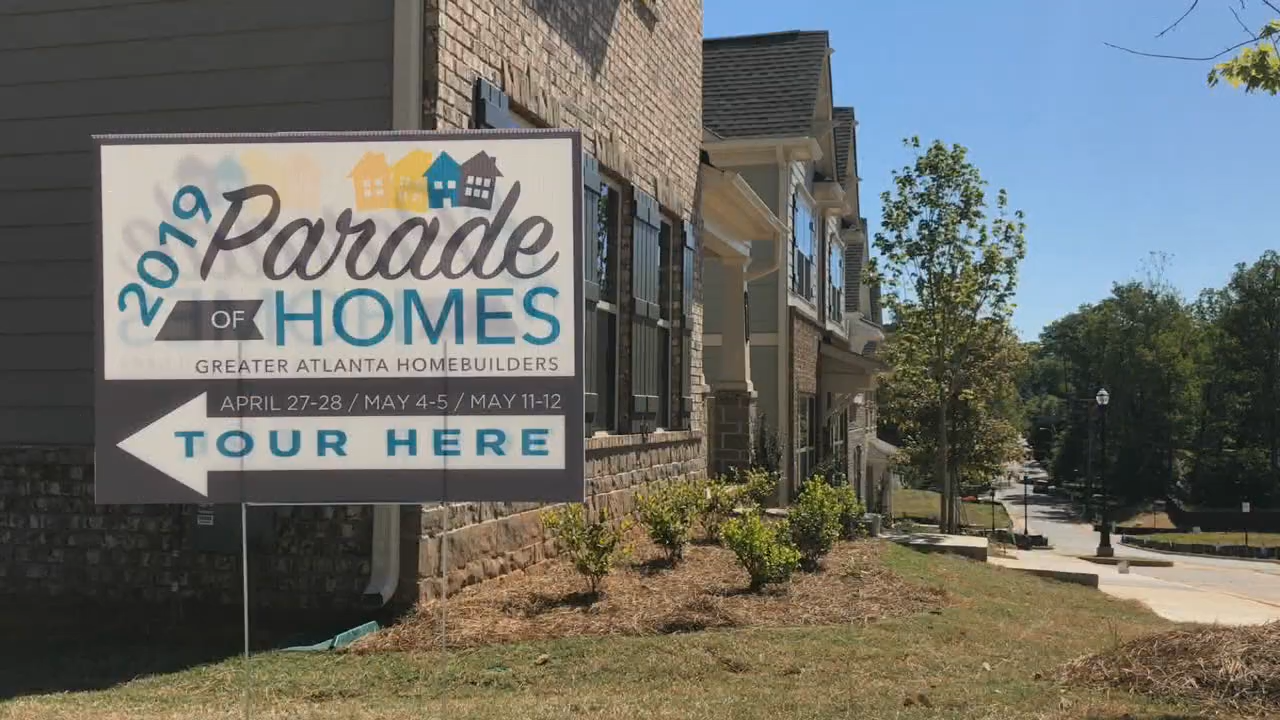 2019
Parade
OF HOMES
GREATER ATLANTA HOMEBUILDERS
APRIL 27-28 / MAY 4-5 / MAY 11-12
TOUR HERE